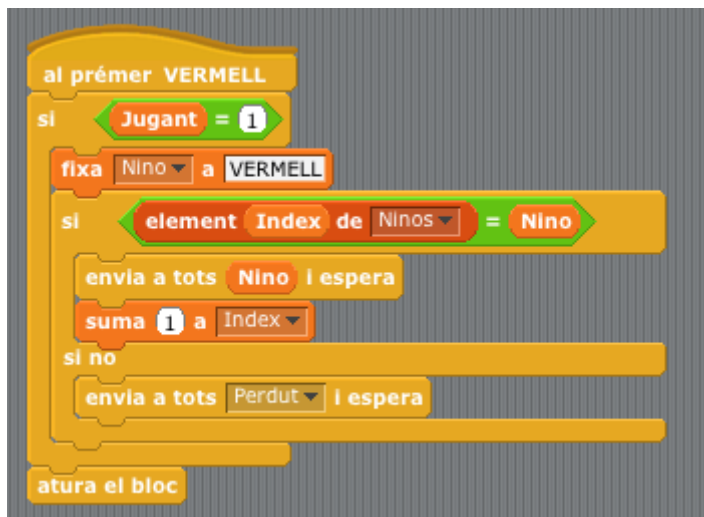 al prémer VERMELL
si Jugant = 1
fixa Nino a VERMELL
si element Index de Ninos = Nino
envia a tots Nino i espera
suma 1 a Index
si no
envia a tots Perdut i espera
atura el bloc